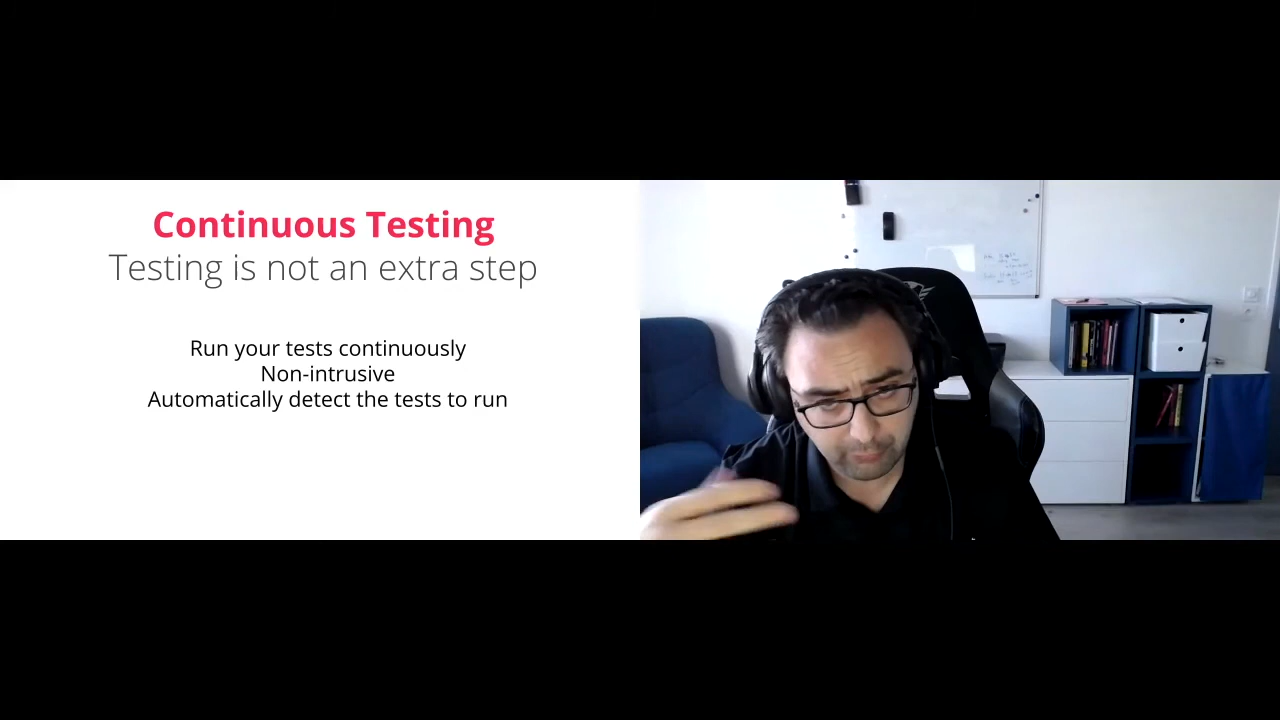 Continuous Testing
Testing is not an extra step
Run your tests continuously
Non-intrusive
Automatically detect the tests to run